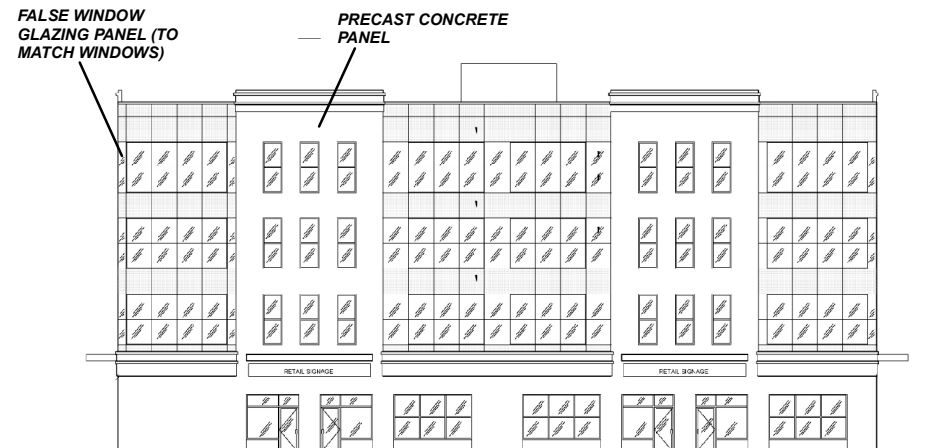 FALSE WINDOW
GLAZING PANEL (TO
MATCH WINDOWS)
PRECAST CONCRETE
PANEL
RETAIL SIGNAGE
RETAIL SIGNAGE